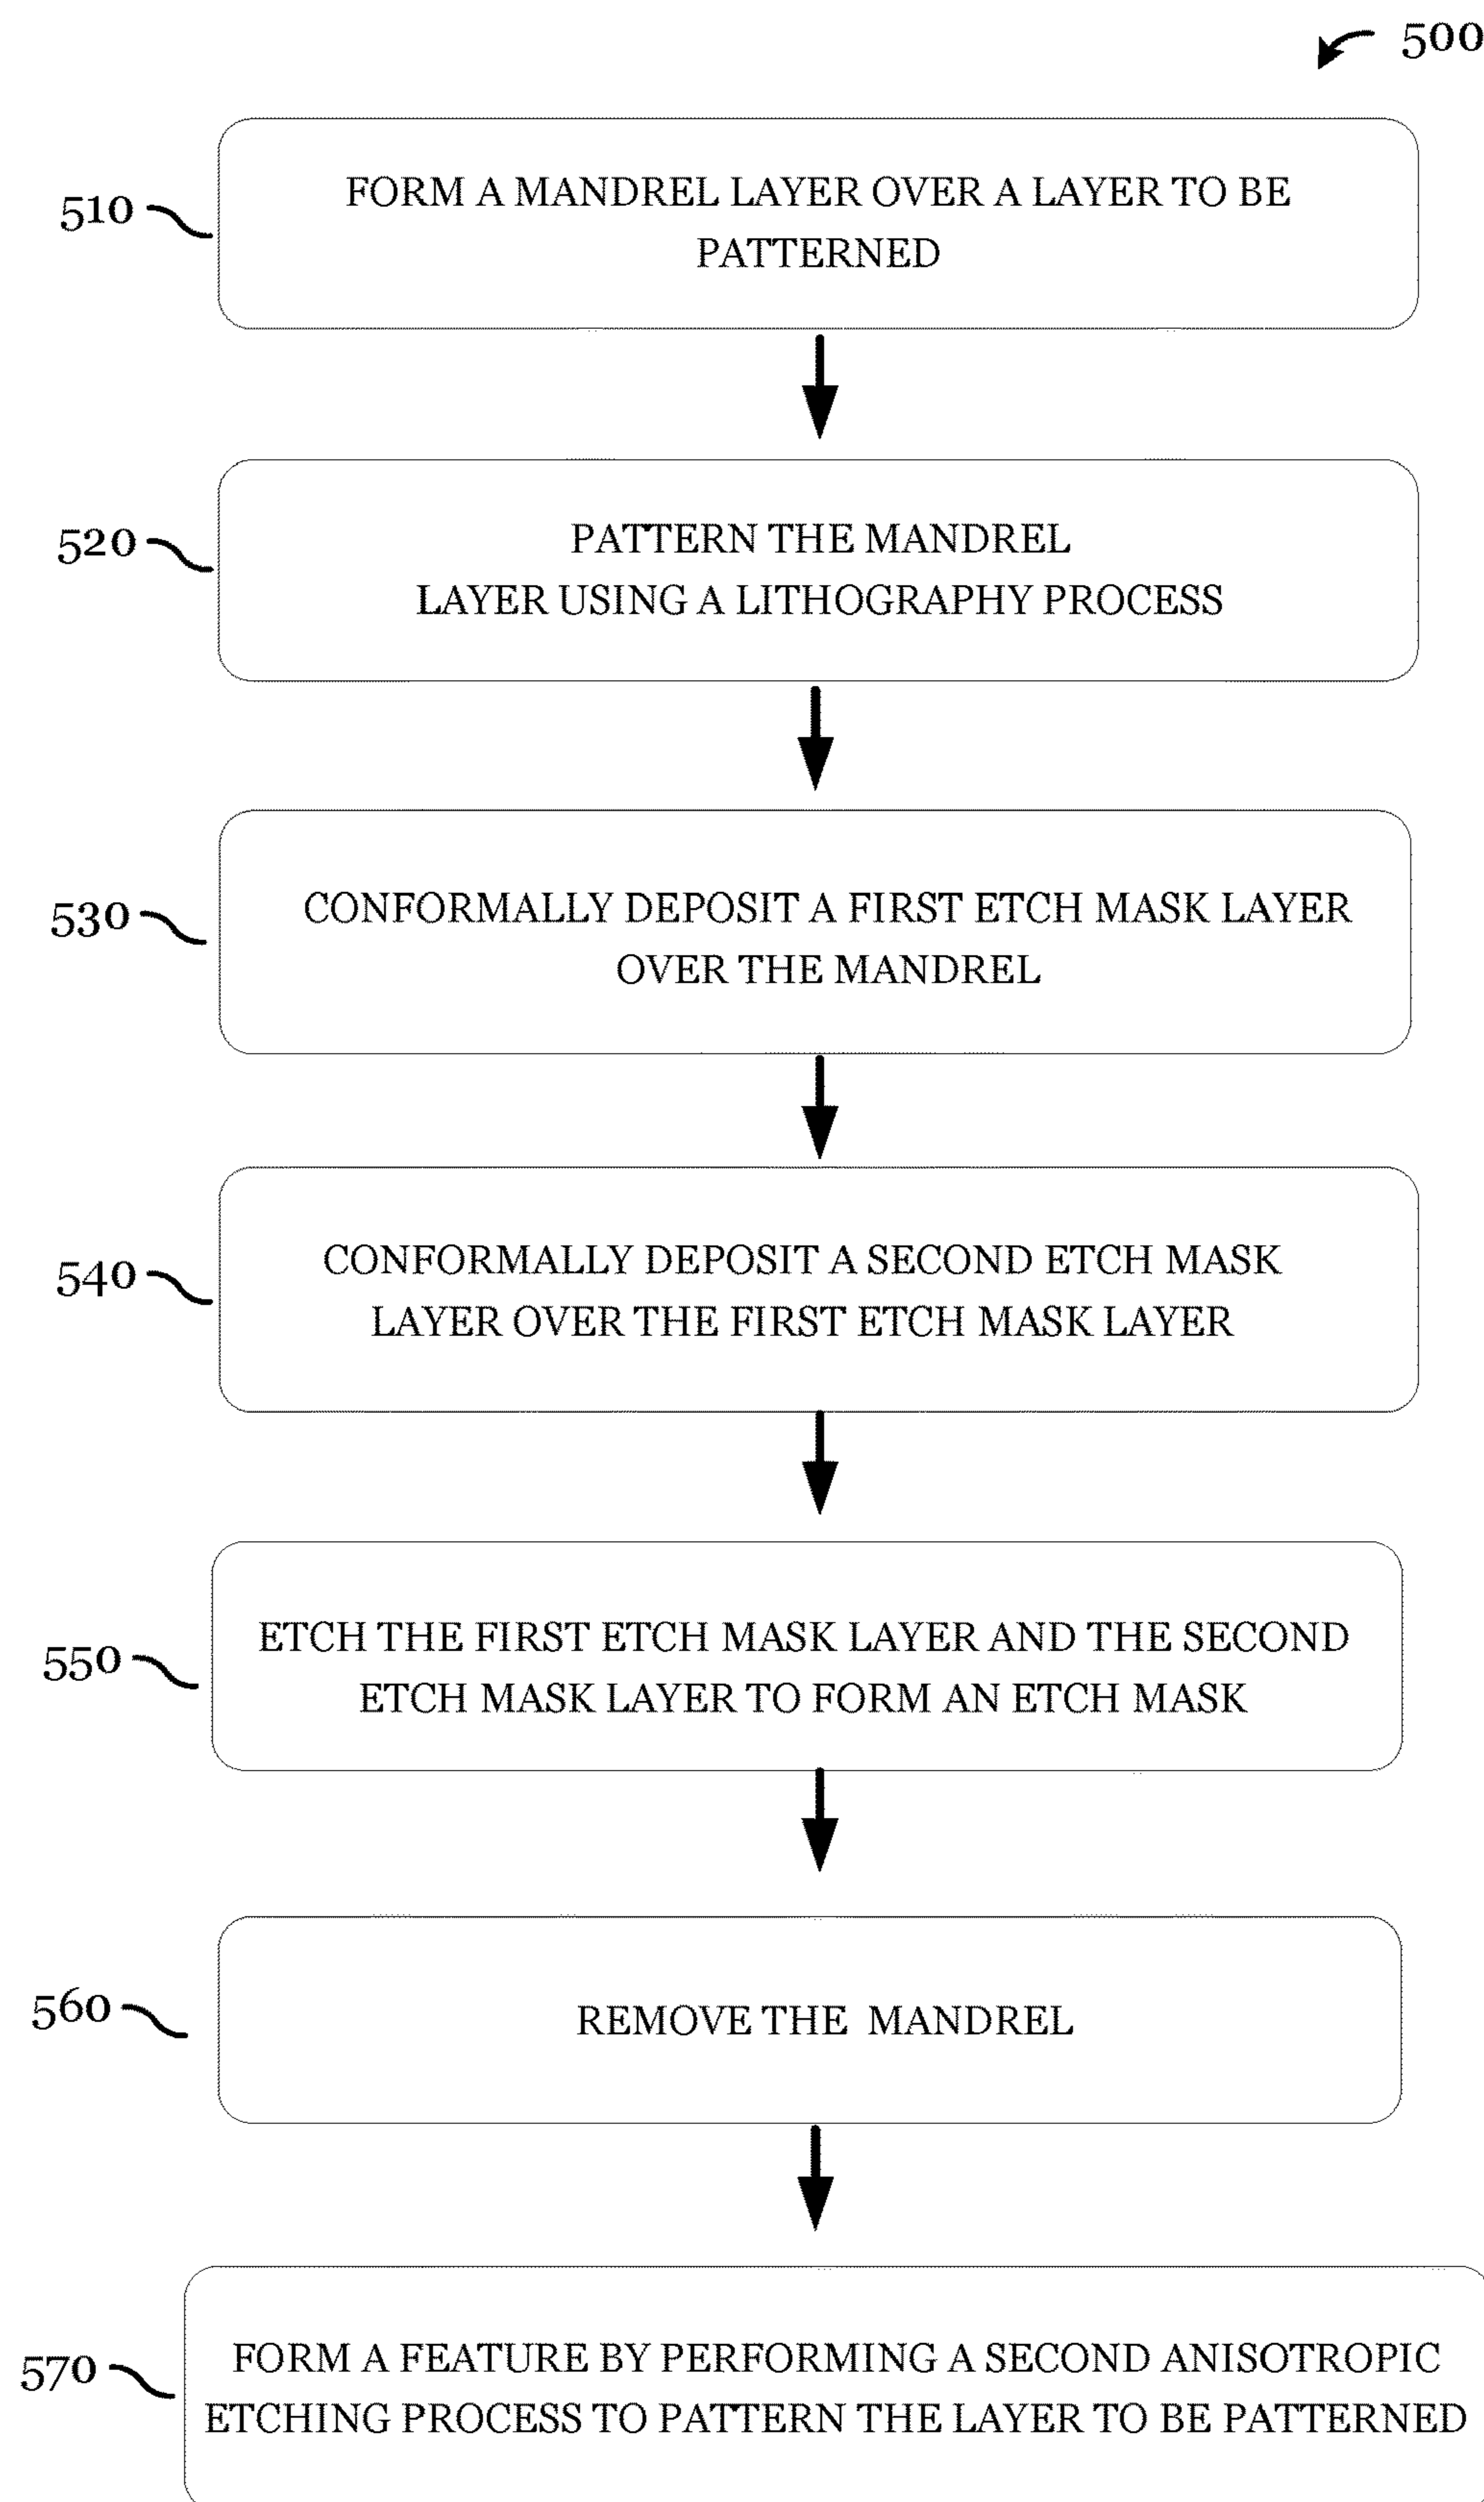 500
510
FORM A MANDREL LAYER OVER A LAYER TO BE
PATTERNED
520
PATTERN THE MANDREL
LAYER USING A LITHOGRAPHY PROCESS
530
CONFORMALLY DEPOSIT A FIRST ETCH MASK LAYER
OVER THE MANDREL
540
CONFORMALLY DEPOSIT A SECOND ETCH MASK
LAYER OVER THE FIRST ETCH MASK LAYER
550
ETCH THE FIRST ETCH MASK LAYER AND THE SECOND
ETCH MASK LAYER TO FORM AN ETCH MASK
560
REMOVE THE MANDREL
570
FORM A FEATURE BY PERFORMING A SECOND ANISOTROPIC
ETCHING PROCESS TO PATTERN THE LAYER TO BE PATTERNED